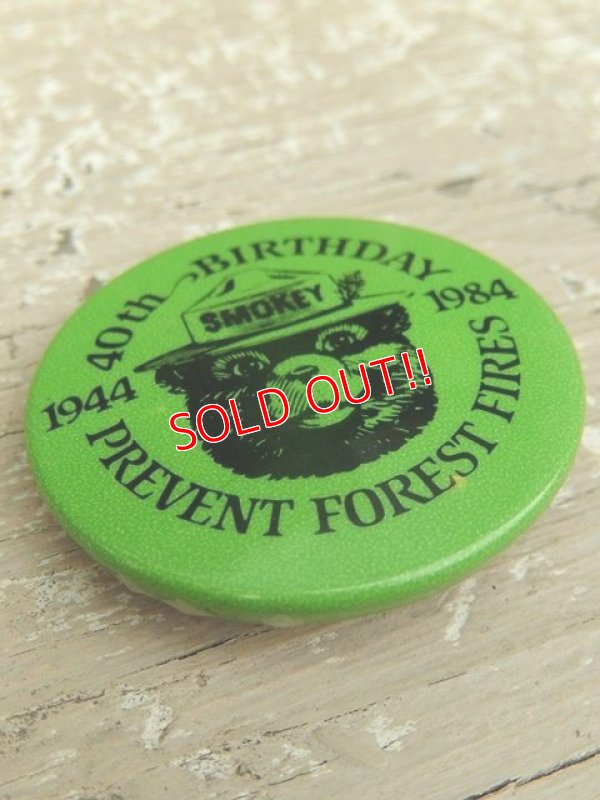 40th BIRTHDAY
SMOKEY
1944
1984
SOLD OUT!!
PREVENT FOREST FIRES